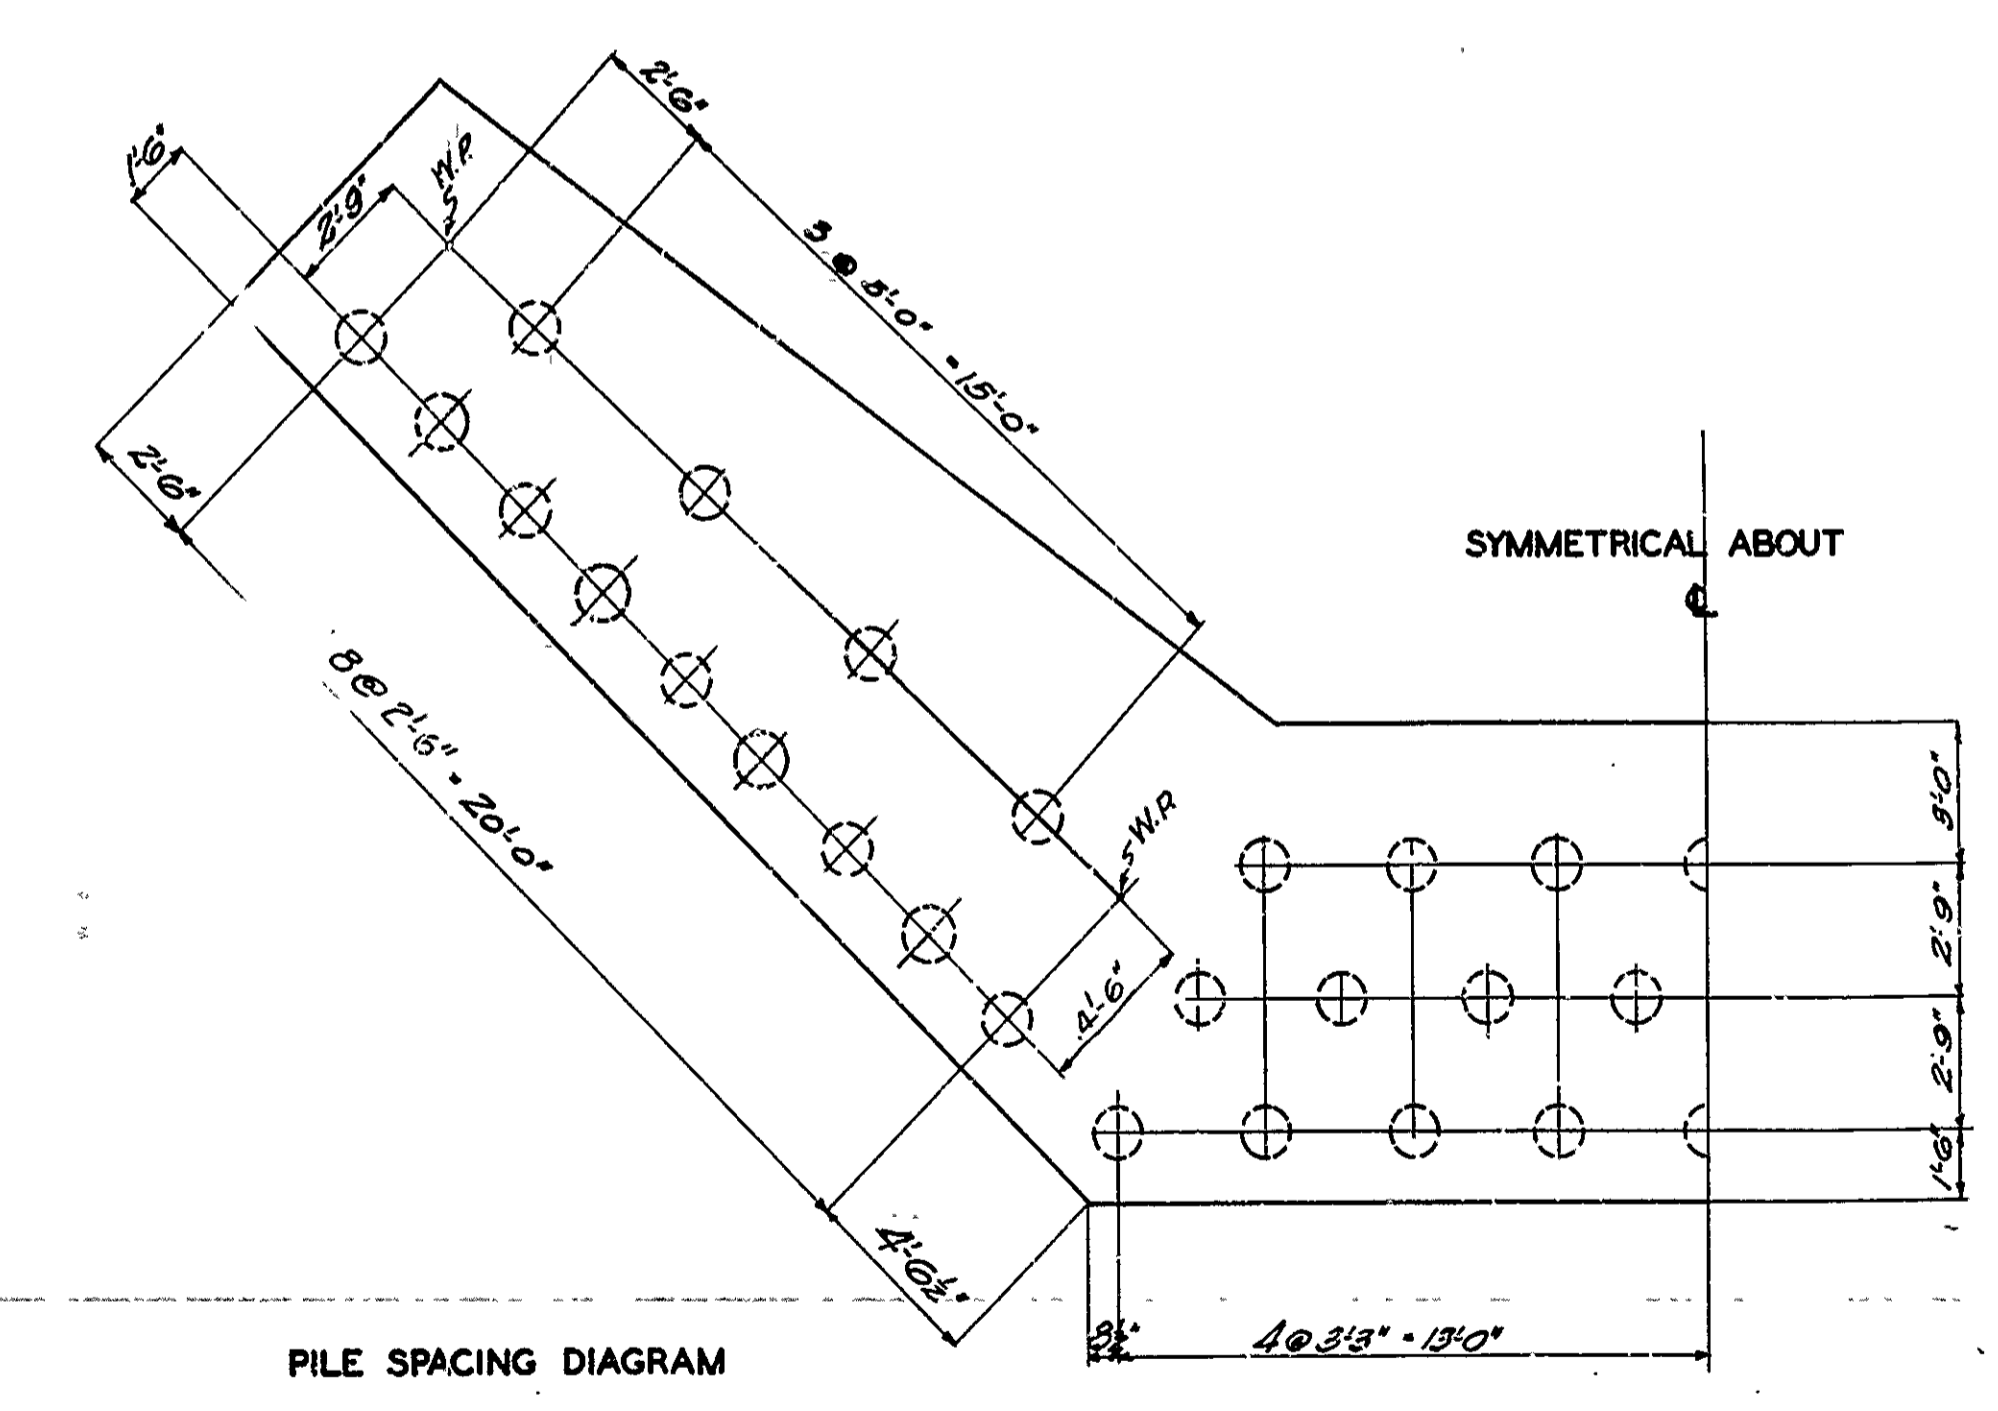 2'-6"
1'-6"
2'-9"
W.P.
3 @ 5'-0" = 15'-0"
2'-6"
SYMMETRICAL ABOUT
℄
8 @ 2'-6" = 20'-0"
W.P.
3'-0"
2'-9"
4'-6"
2'-9"
1'-6"
4'-6½"
4 @ 3'-3" = 13'-0"
PILE SPACING DIAGRAM